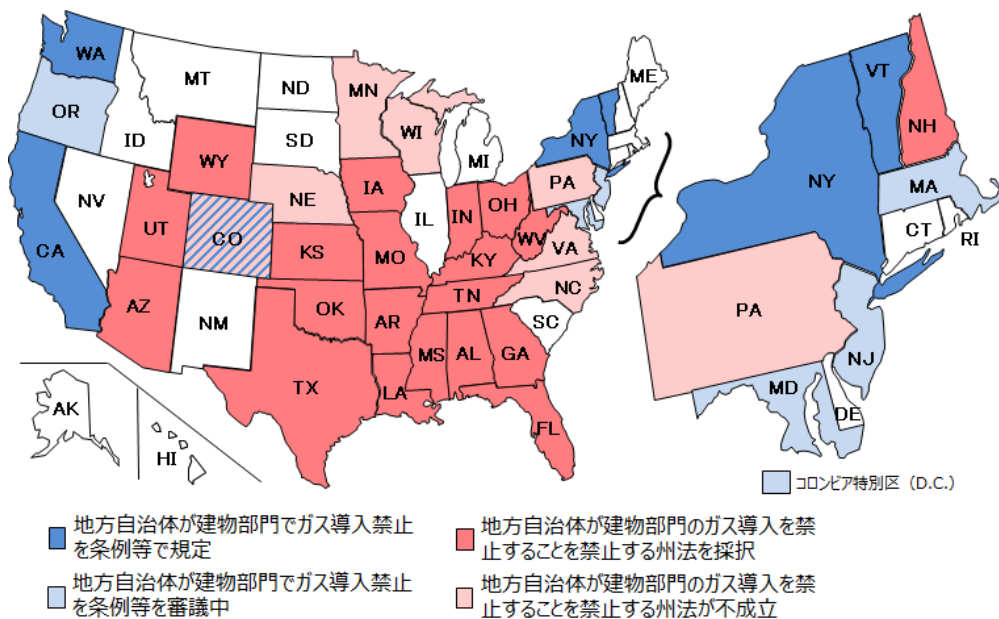 WA
MT
ND
MN
ME
OR
ID
SD
WI
MI
NY
WY
NV
NE
IA
PA
IL
IN
OH
UT
CO
CA
KS
MO
WV
VA
KY
NC
TN
AZ
NM
OK
AR
SC
MS
AL
GA
TX
LA
FL
AK
HI
VT
NH
NY
MA
CT
RI
PA
NJ
MD
DE
コロンビア特別区（D.C.）
地方自治体が建物部門でガス導入禁止
を条例等で規定
地方自治体が建物部門でガス導入禁止
を条例等を審議中
地方自治体が建物部門のガス導入を禁
止することを禁止する州法を採択
地方自治体が建物部門のガス導入を禁
止することを禁止する州法が不成立